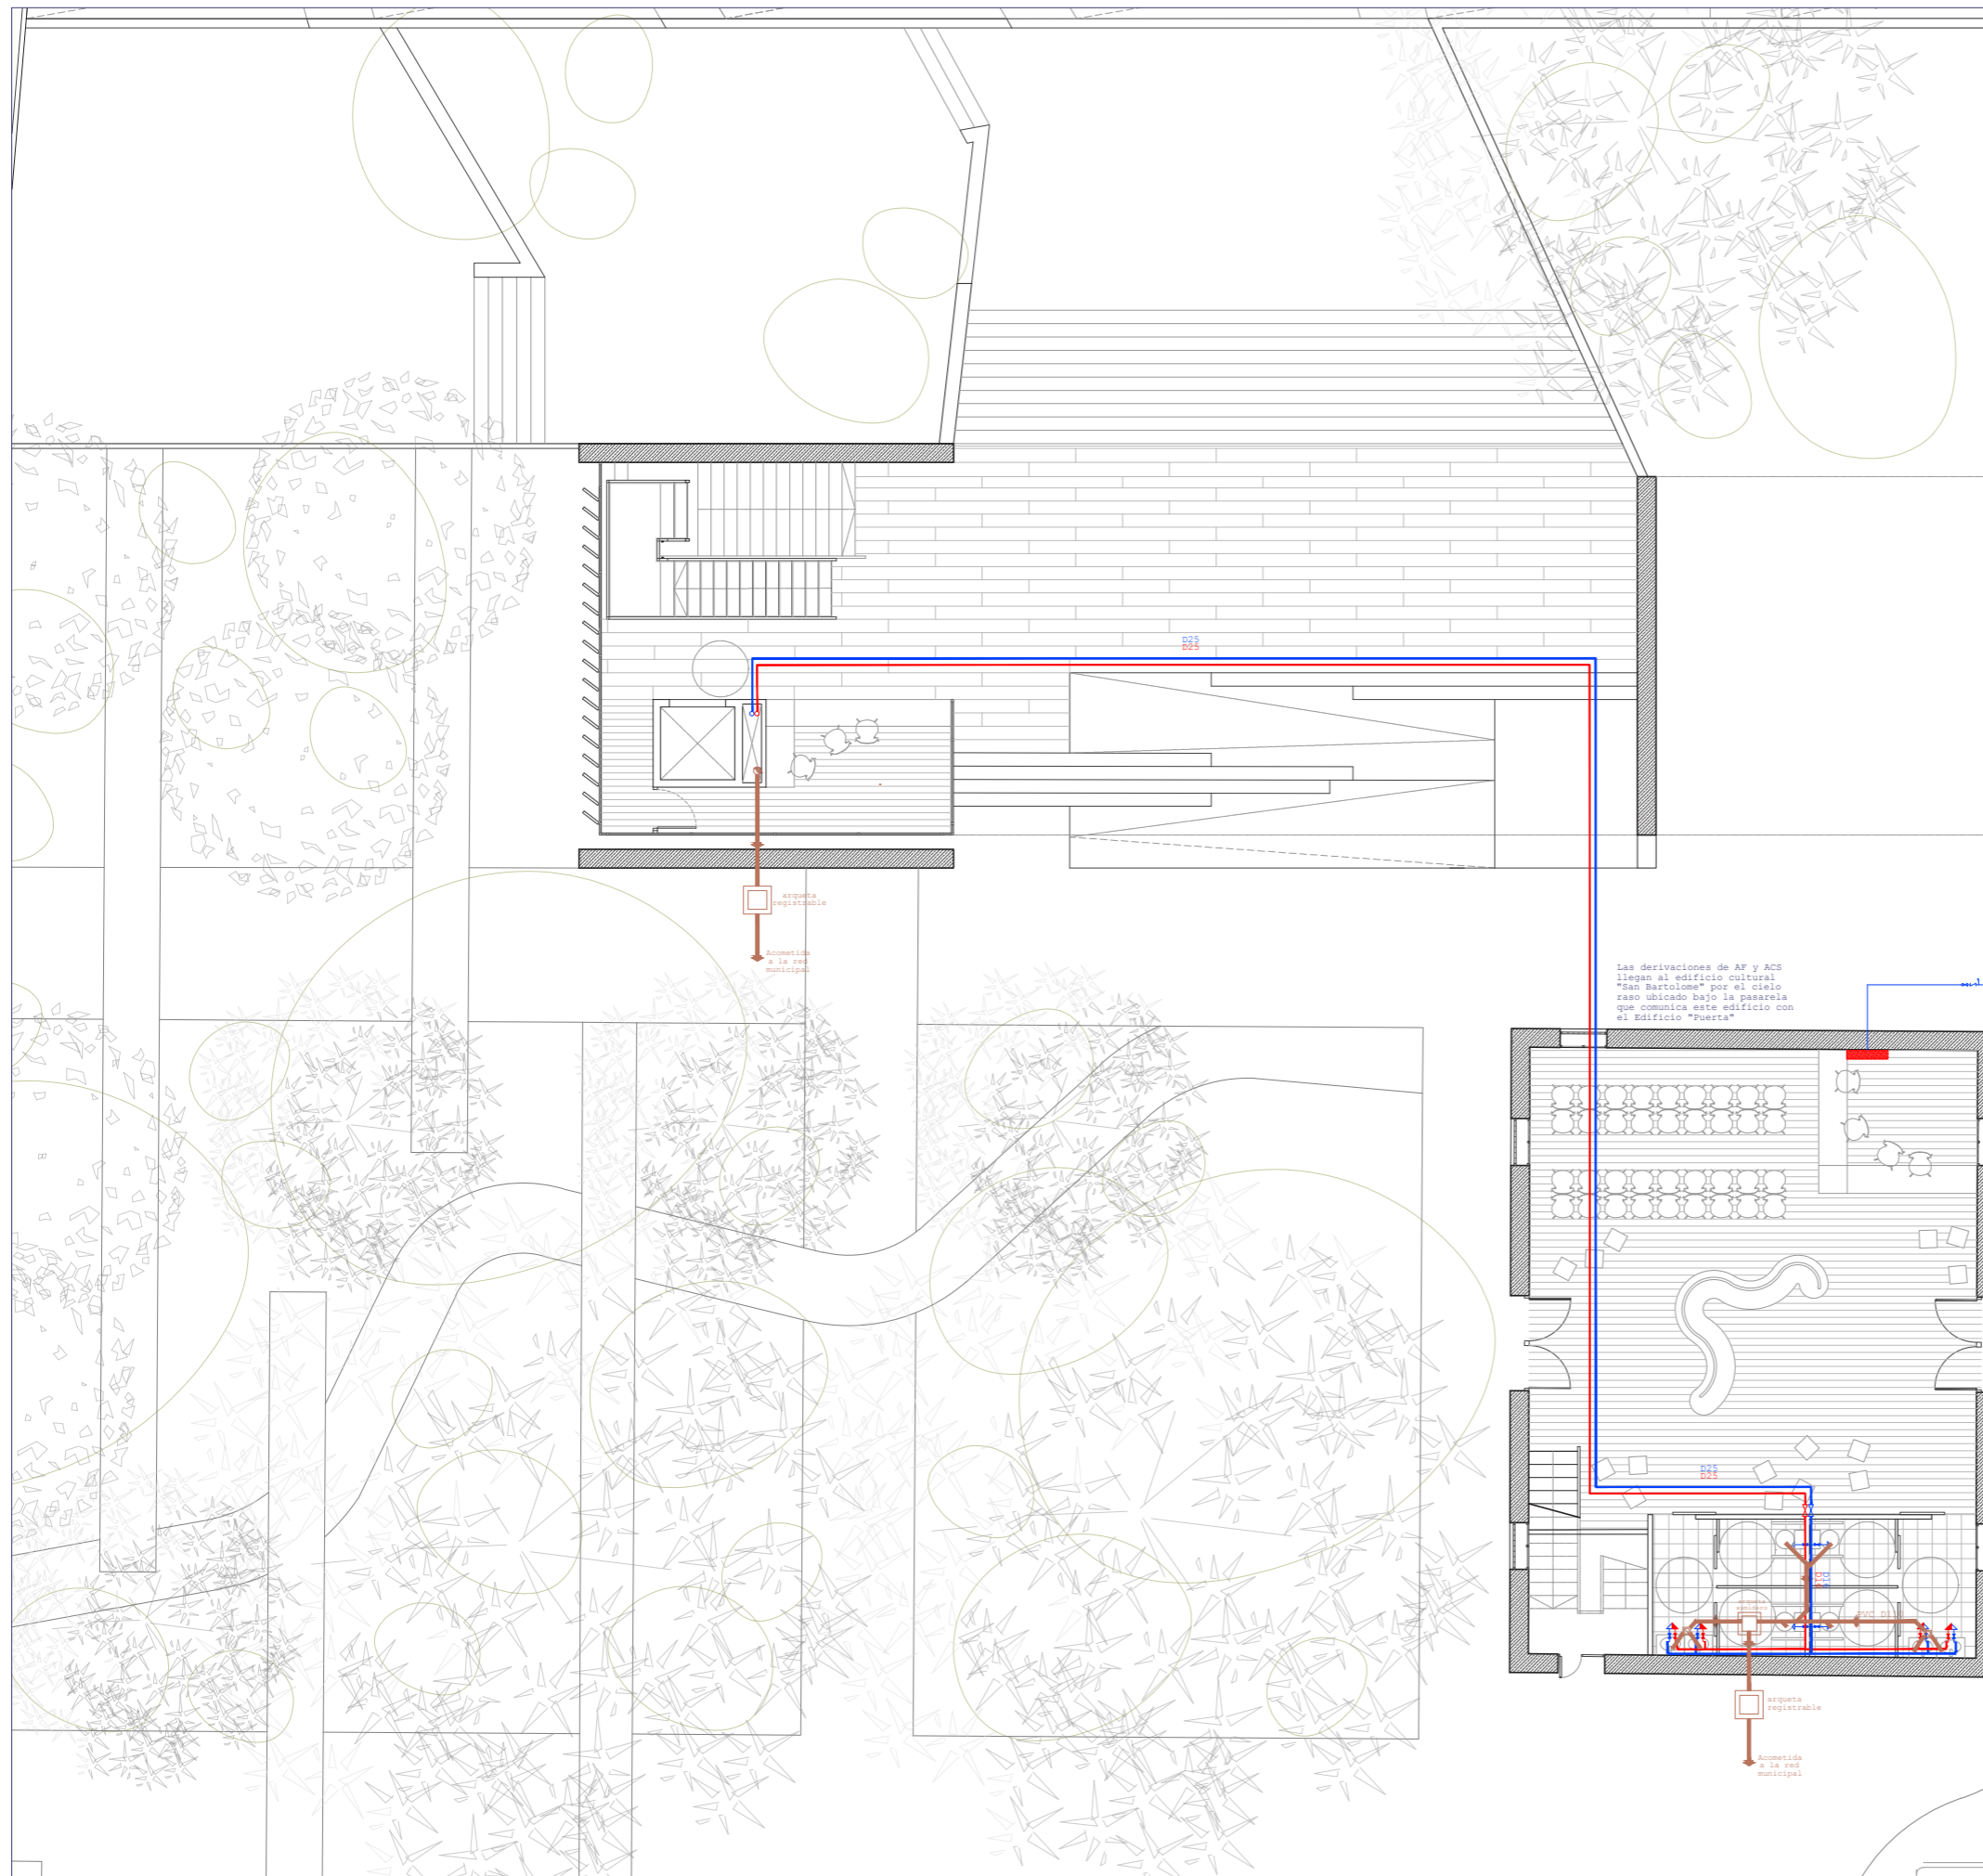 D25
D25
arqueta
registrable
Acometida
a la red
municipal
Las derivaciones de AF y ACS
llegan al edificio cultural
"San Bartolome" por el cielo
raso ubicado bajo la pasarela
que comunica este edificio con
el Edificio "Puerta"
D25
D25
arqueta
sumidero
arqueta
registrable
Acometida
a la red
municipal